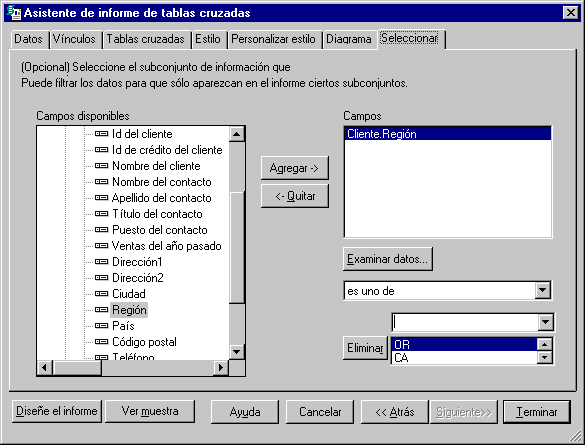 Asistente de informe de tablas cruzadas
Datos
Vínculos
Tablas cruzadas
Estilo
Personalizar estilo
Diagrama
Seleccionar
(Opcional) Seleccione el subconjunto de información que
Puede filtrar los datos para que sólo aparezcan en el informe ciertos subconjuntos.
Campos disponibles
Id del cliente
Id de crédito del cliente
Nombre del cliente
Nombre del contacto
Apellido del contacto
Título del contacto
Puesto del contacto
Ventas del año pasado
Dirección1
Dirección2
Ciudad
Región
País
Código postal
Teléfono
Agregar ->
<- Quitar
Campos
Cliente.Región
Examinar datos...
es uno de
Eliminar
OR
CA
Diseñe el informe
Ver muestra
Ayuda
Cancelar
<< Atrás
Siguiente>>
Terminar